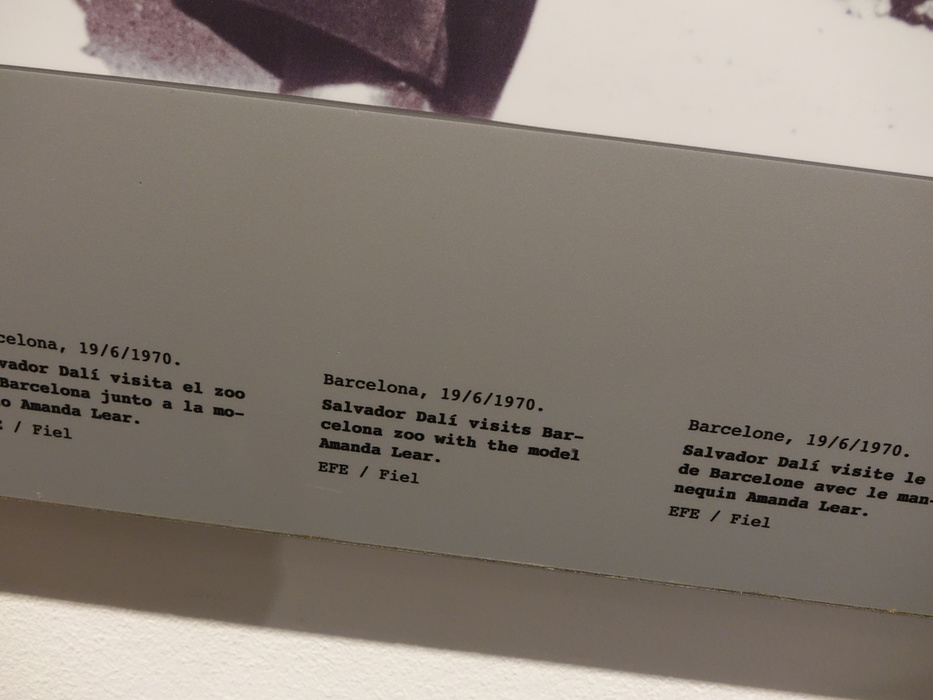 celona, 19/6/1970.
vador Dalí visita el zoo
Barcelona junto a la mo-
o Amanda Lear.
/ Fiel
Barcelona, 19/6/1970.
Salvador Dalí visits Bar-
celona zoo with the model
Amanda Lear.
EFE / Fiel
Barcelone, 19/6/1970.
Salvador Dalí visite le
de Barcelone avec le man-
nequin Amanda Lear.
EFE / Fiel